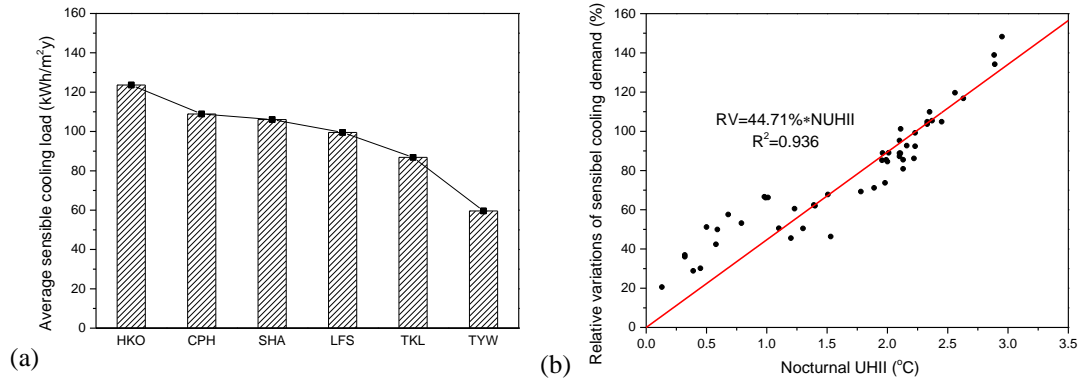 Average sensible cooling load (kWh/m²y)
160
140
120
100
80
60
40
20
0
HKO CPH SHA LFS TKL TYW
(a)
Relative variations of sensibel cooling demand (%)
160
140
120
100
80
60
40
20
0
RV=44.71%*NUHII
R²=0.936
0.0 0.5 1.0 1.5 2.0 2.5 3.0 3.5
Nocturnal UHII (°C)
(b)